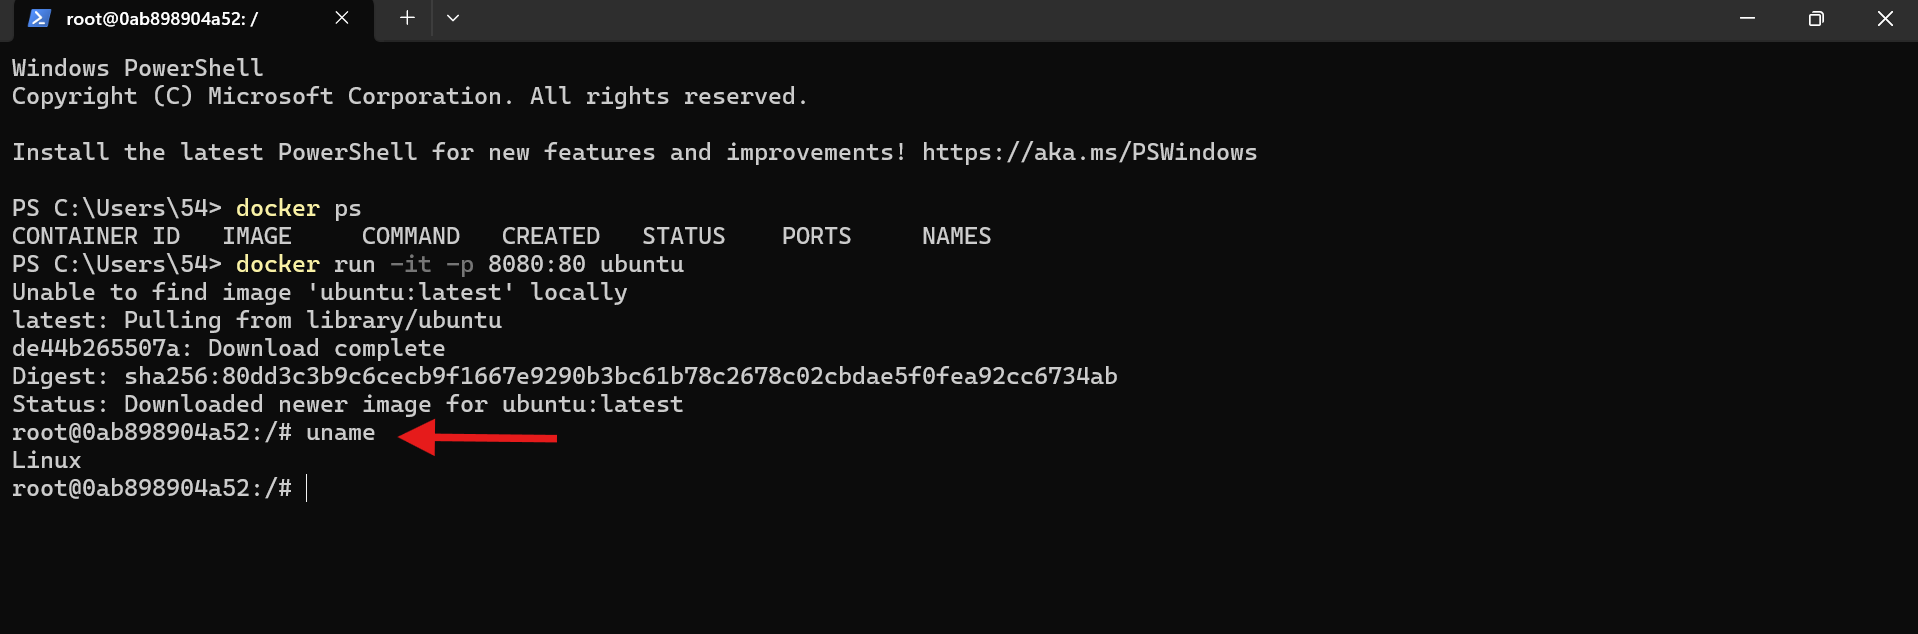 root@0ab898904a52: /
Windows PowerShell
Copyright (C) Microsoft Corporation. All rights reserved.
Install the latest PowerShell for new features and improvements! https://aka.ms/PSWindows
PS C:\Users\54> docker ps
CONTAINER ID   IMAGE     COMMAND   CREATED   STATUS    PORTS     NAMES
PS C:\Users\54> docker run -it -p 8080:80 ubuntu
Unable to find image 'ubuntu:latest' locally
latest: Pulling from library/ubuntu
de44b265507a: Download complete
Digest: sha256:80dd3c3b9c6cecb9f1667e9290b3bc61b78c2678c02cbdae5f0fea92cc6734ab
Status: Downloaded newer image for ubuntu:latest
root@0ab898904a52:/# uname
Linux
root@0ab898904a52:/#